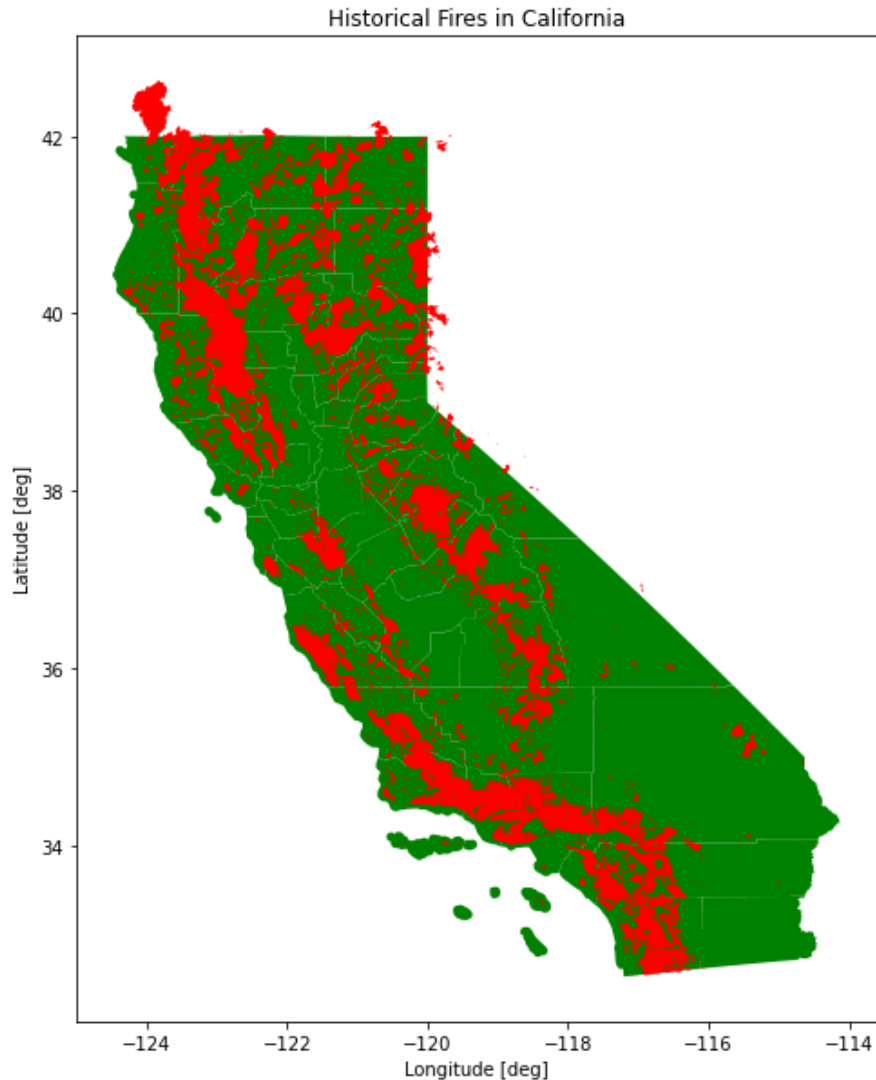 Historical Fires in California
42
40
38
36
34
Latitude [deg]
−124 −122 −120 −118 −116 −114
Longitude [deg]